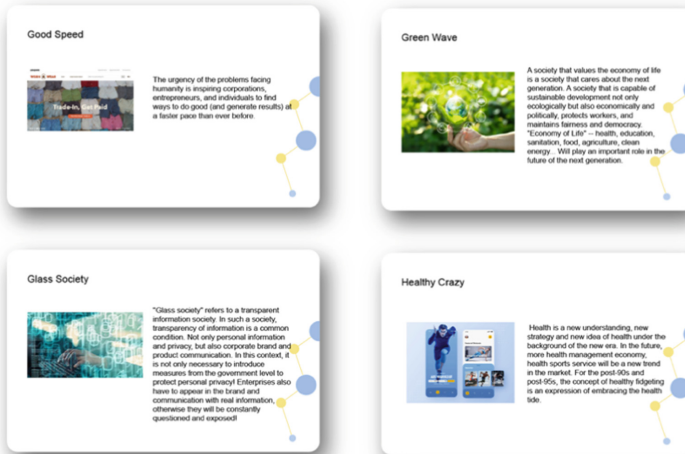 Good Speed
Trade-In, Get Paid
The urgency of the problems facing
humanity is inspiring corporations,
entrepreneurs, and individuals to find
ways to do good (and generate results) at
a faster pace than ever before.
Green Wave
A society that values the economy of life
is a society that cares about the next
generation. A society that is capable of
sustainable development not only
ecologically but also economically and
politically, protects workers, and
maintains fairness and democracy.
"Economy of Life" -- health, education,
sanitation, food, agriculture, clean
energy... Will play an important role in the
future of the next generation.
Glass Society
"Glass society" refers to a transparent
information society. In such a society,
transparency of information is a common
condition. Not only personal information
and privacy, but also corporate brand and
product communication. In this context, it
is not only necessary to introduce
measures from the government level to
protect personal privacy! Enterprises also
have to appear in the brand and
communication with real information,
otherwise they will be constantly
questioned and exposed!
Healthy Crazy
Health is a new understanding, new
strategy and new idea of health under the
background of the new era. In the future,
more health management economy,
health sports service will be a new trend
in the market. For the post-90s and
post-95s, the concept of healthy fidgeting
is an expression of embracing the health
tide.